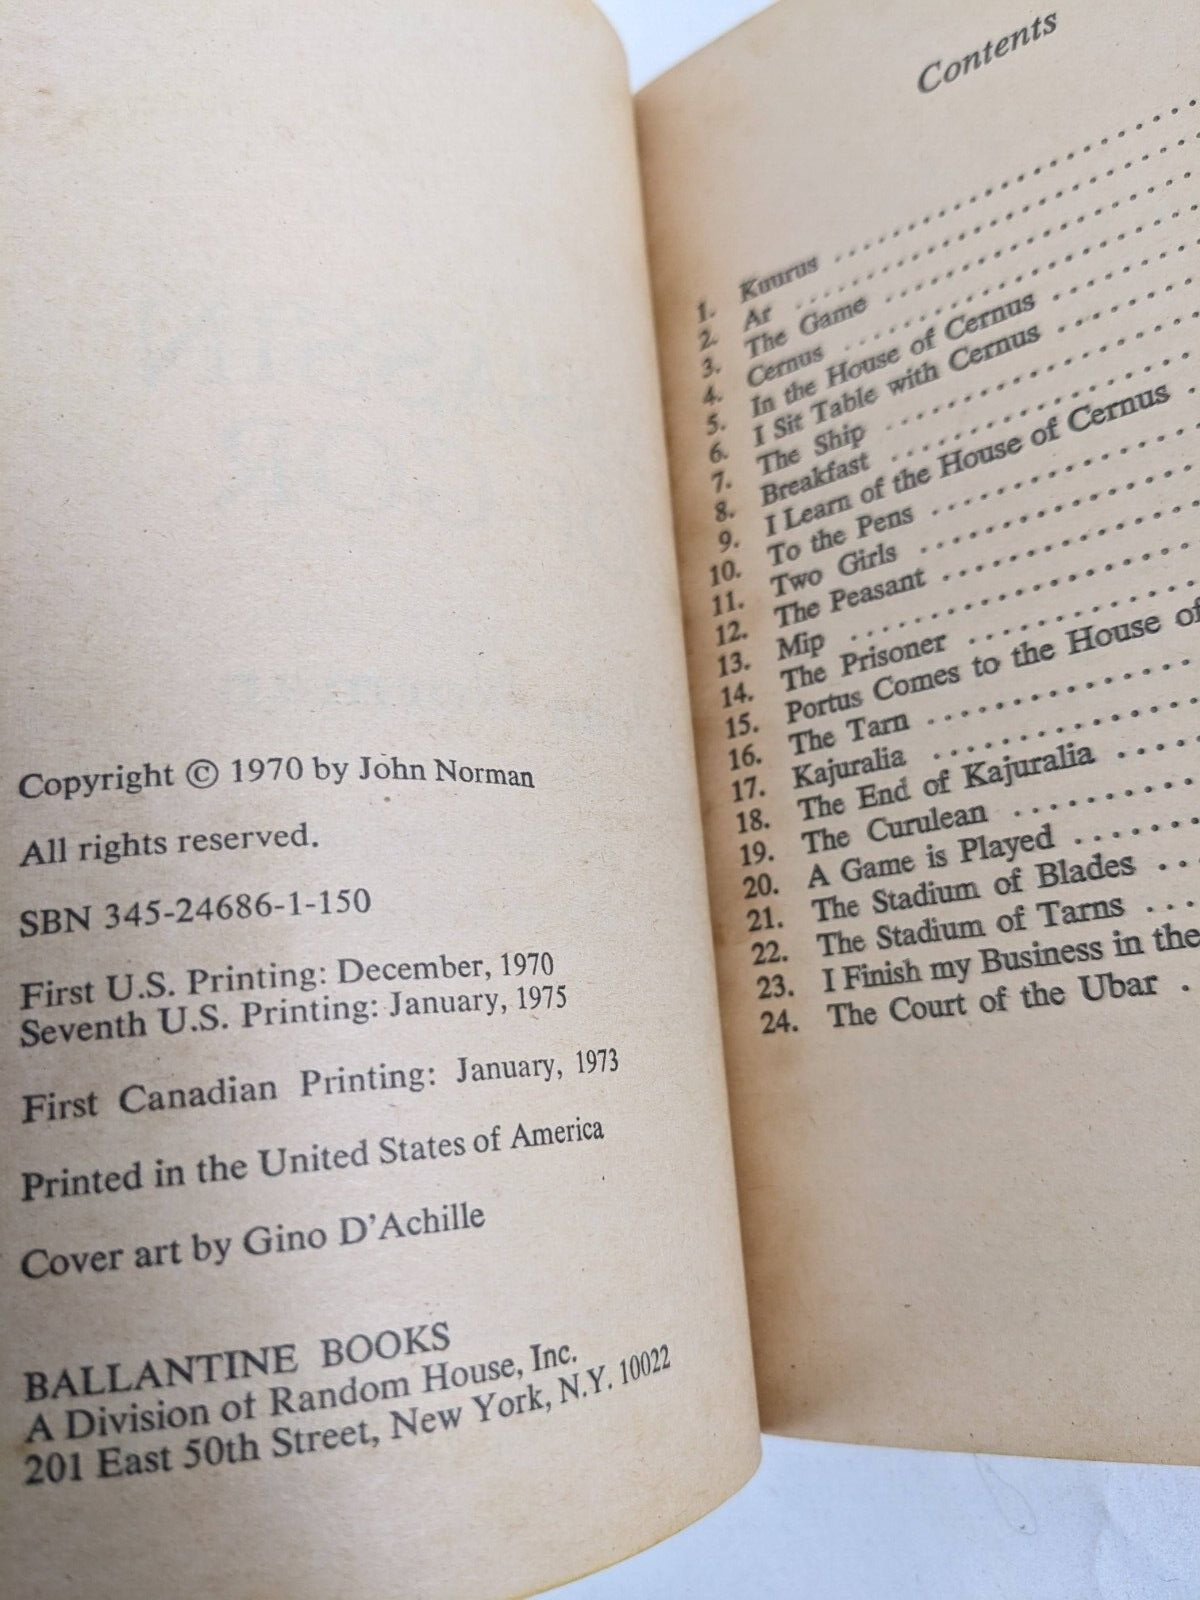 Copyright © 1970 by John Norman
All rights reserved.
SBN 345-24686-1-150
First U.S. Printing: December, 1970
Seventh U.S. Printing: January, 1975
First Canadian Printing: January, 1973
Printed in the United States of America
Cover art by Gino D'Achille
BALLANTINE BOOKS
A Division of Random House, Inc.
201 East 50th Street, New York, N.Y. 10022
Contents
1. Kuurus
2. Ar
3. The Game
4. Cernus
5. In the House of Cernus
6. I Sit Table with Cernus
7. The Ship
8. Breakfast
9. I Learn of the House of Cernus
10. To the Pens
11. Two Girls
12. The Peasant
13. Mip
14. The Prisoner
15. Portus Comes to the House of
16. The Tarn
17. Kajuralia
18. The End of Kajuralia
19. The Curulean
20. A Game is Played
21. The Stadium of Blades
22. The Stadium of Tarns
23. I Finish my Business in the
24. The Court of the Ubar